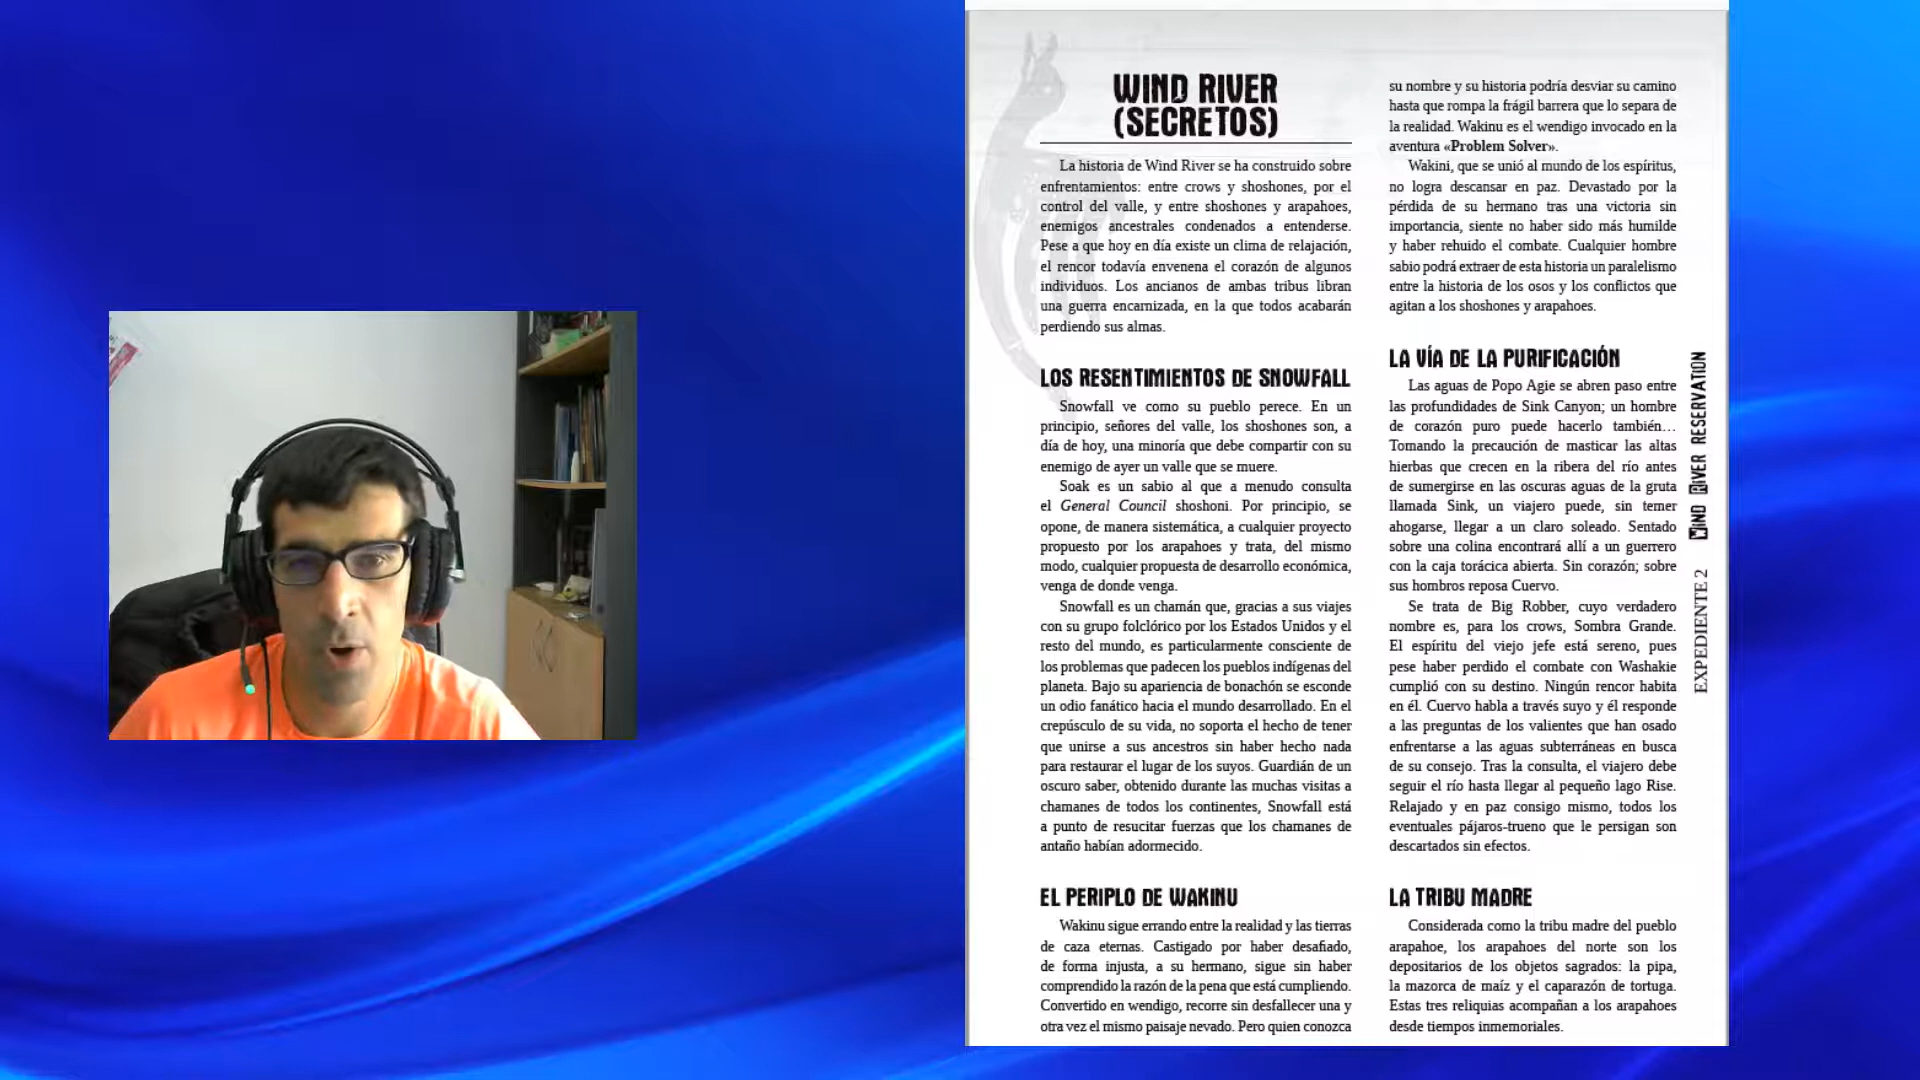 WIND RIVER
(SECRETOS)
La historia de Wind River se ha construido sobre
enfrentamientos: entre crows y shoshones, por el
control del valle, y entre shoshones y arapahoes,
enemigos ancestrales condenados a entenderse.
Pese a que hoy en día existe un clima de relajación,
el rencor todavía envenena el corazón de algunos
individuos. Los ancianos de ambas tribus libran
una guerra encarnizada, en la que todos acabarán
perdiendo sus almas.
LOS RESENTIMIENTOS DE SNOWFALL
Snowfall ve como su pueblo perece. En un
principio, señores del valle, los shoshones son, a
día de hoy, una minoría que debe compartir con su
enemigo de ayer un valle que se muere.
Soak es un sabio al que a menudo consulta
el General Council shoshoni. Por principio, se
opone, de manera sistemática, a cualquier proyecto
propuesto por los arapahoes y trata, del mismo
modo, cualquier propuesta de desarrollo económica,
venga de donde venga.
Snowfall es un chamán que, gracias a sus viajes
con su grupo folclórico por los Estados Unidos y el
resto del mundo, es particularmente consciente de
los problemas que padecen los pueblos indígenas del
planeta. Bajo su apariencia de bonachón se esconde
un odio fanático hacia el mundo desarrollado. En el
crepúsculo de su vida, no soporta el hecho de tener
que unirse a sus ancestros sin haber hecho nada
para restaurar el lugar de los suyos. Guardián de un
oscuro saber, obtenido durante las muchas visitas a
chamanes de todos los continentes, Snowfall está
a punto de resucitar fuerzas que los chamanes de
antaño habían adormecido.
EL PERIPLO DE WAKINU
Wakinu sigue errando entre la realidad y las tierras
de caza eternas. Castigado por haber desafiado,
de forma injusta, a su hermano, sigue sin haber
comprendido la razón de la pena que está cumpliendo.
Convertido en wendigo, recorre sin desfallecer una y
otra vez el mismo paisaje nevado. Pero quien conozca
su nombre y su historia podría desviar su camino
hasta que rompa la frágil barrera que lo separa de
la realidad. Wakinu es el wendigo invocado en la
aventura «Problem Solver».
Wakini, que se unió al mundo de los espíritus,
no logra descansar en paz. Devastado por la
pérdida de su hermano tras una victoria sin
importancia, siente no haber sido más humilde
y haber rehuido el combate. Cualquier hombre
sabio podrá extraer de esta historia un paralelismo
entre la historia de los osos y los conflictos que
agitan a los shoshones y arapahoes.
LA VÍA DE LA PURIFICACIÓN
Las aguas de Popo Agie se abren paso entre
las profundidades de Sink Canyon; un hombre
de corazón puro puede hacerlo también…
Tomando la precaución de masticar las altas
hierbas que crecen en la ribera del río antes
de sumergirse en las oscuras aguas de la gruta
llamada Sink, un viajero puede, sin temer
ahogarse, llegar a un claro soleado. Sentado
sobre una colina encontrará allí a un guerrero
con la caja torácica abierta. Sin corazón; sobre
sus hombros reposa Cuervo.
Se trata de Big Robber, cuyo verdadero
nombre es, para los crows, Sombra Grande.
El espíritu del viejo jefe está sereno, pues
pese haber perdido el combate con Washakie
cumplió con su destino. Ningún rencor habita
en él. Cuervo habla a través suyo y él responde
a las preguntas de los valientes que han osado
enfrentarse a las aguas subterráneas en busca
de su consejo. Tras la consulta, el viajero debe
seguir el río hasta llegar al pequeño lago Rise.
Relajado y en paz consigo mismo, todos los
eventuales pájaros-trueno que le persigan son
descartados sin efectos.
LA TRIBU MADRE
Considerada como la tribu madre del pueblo
arapahoe, los arapahoes del norte son los
depositarios de los objetos sagrados: la pipa,
la mazorca de maíz y el caparazón de tortuga.
Estas tres reliquias acompañan a los arapahoes
desde tiempos inmemoriales.
EXPEDIENTE 2 WIND RIVER RESERVATION